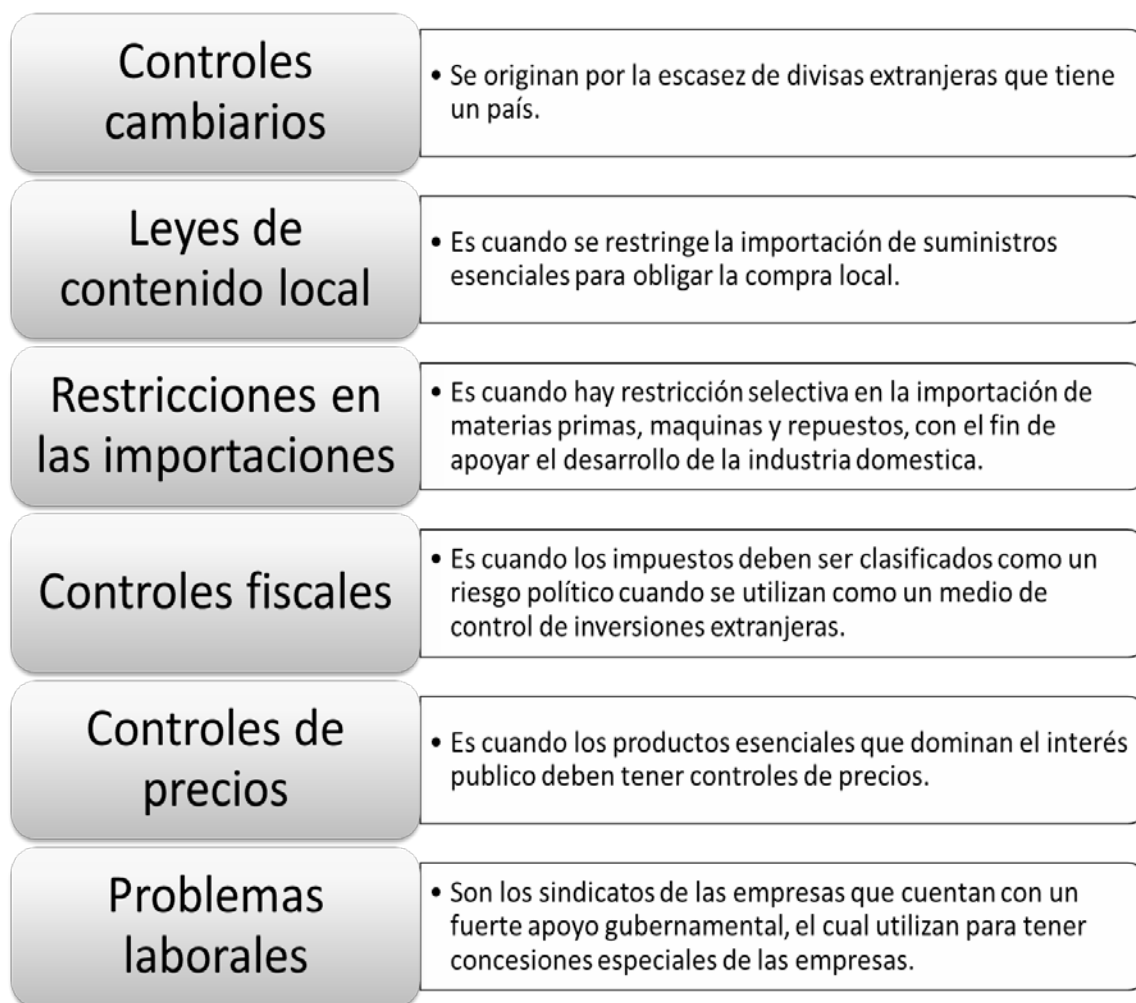 Controles
cambiarios
• Se originan por la escasez de divisas extranjeras que tiene
un país.
Leyes de
contenido local
• Es cuando se restringe la importación de suministros
esenciales para obligar la compra local.
Restricciones en
las importaciones
• Es cuando hay restricción selectiva en la importación de
materias primas, maquinas y repuestos, con el fin de
apoyar el desarrollo de la industria domestica.
Controles fiscales
• Es cuando los impuestos deben ser clasificados como un
riesgo político cuando se utilizan como un medio de
control de inversiones extranjeras.
Controles de
precios
• Es cuando los productos esenciales que dominan el interés
publico deben tener controles de precios.
Problemas
laborales
• Son los sindicatos de las empresas que cuentan con un
fuerte apoyo gubernamental, el cual utilizan para tener
concesiones especiales de las empresas.